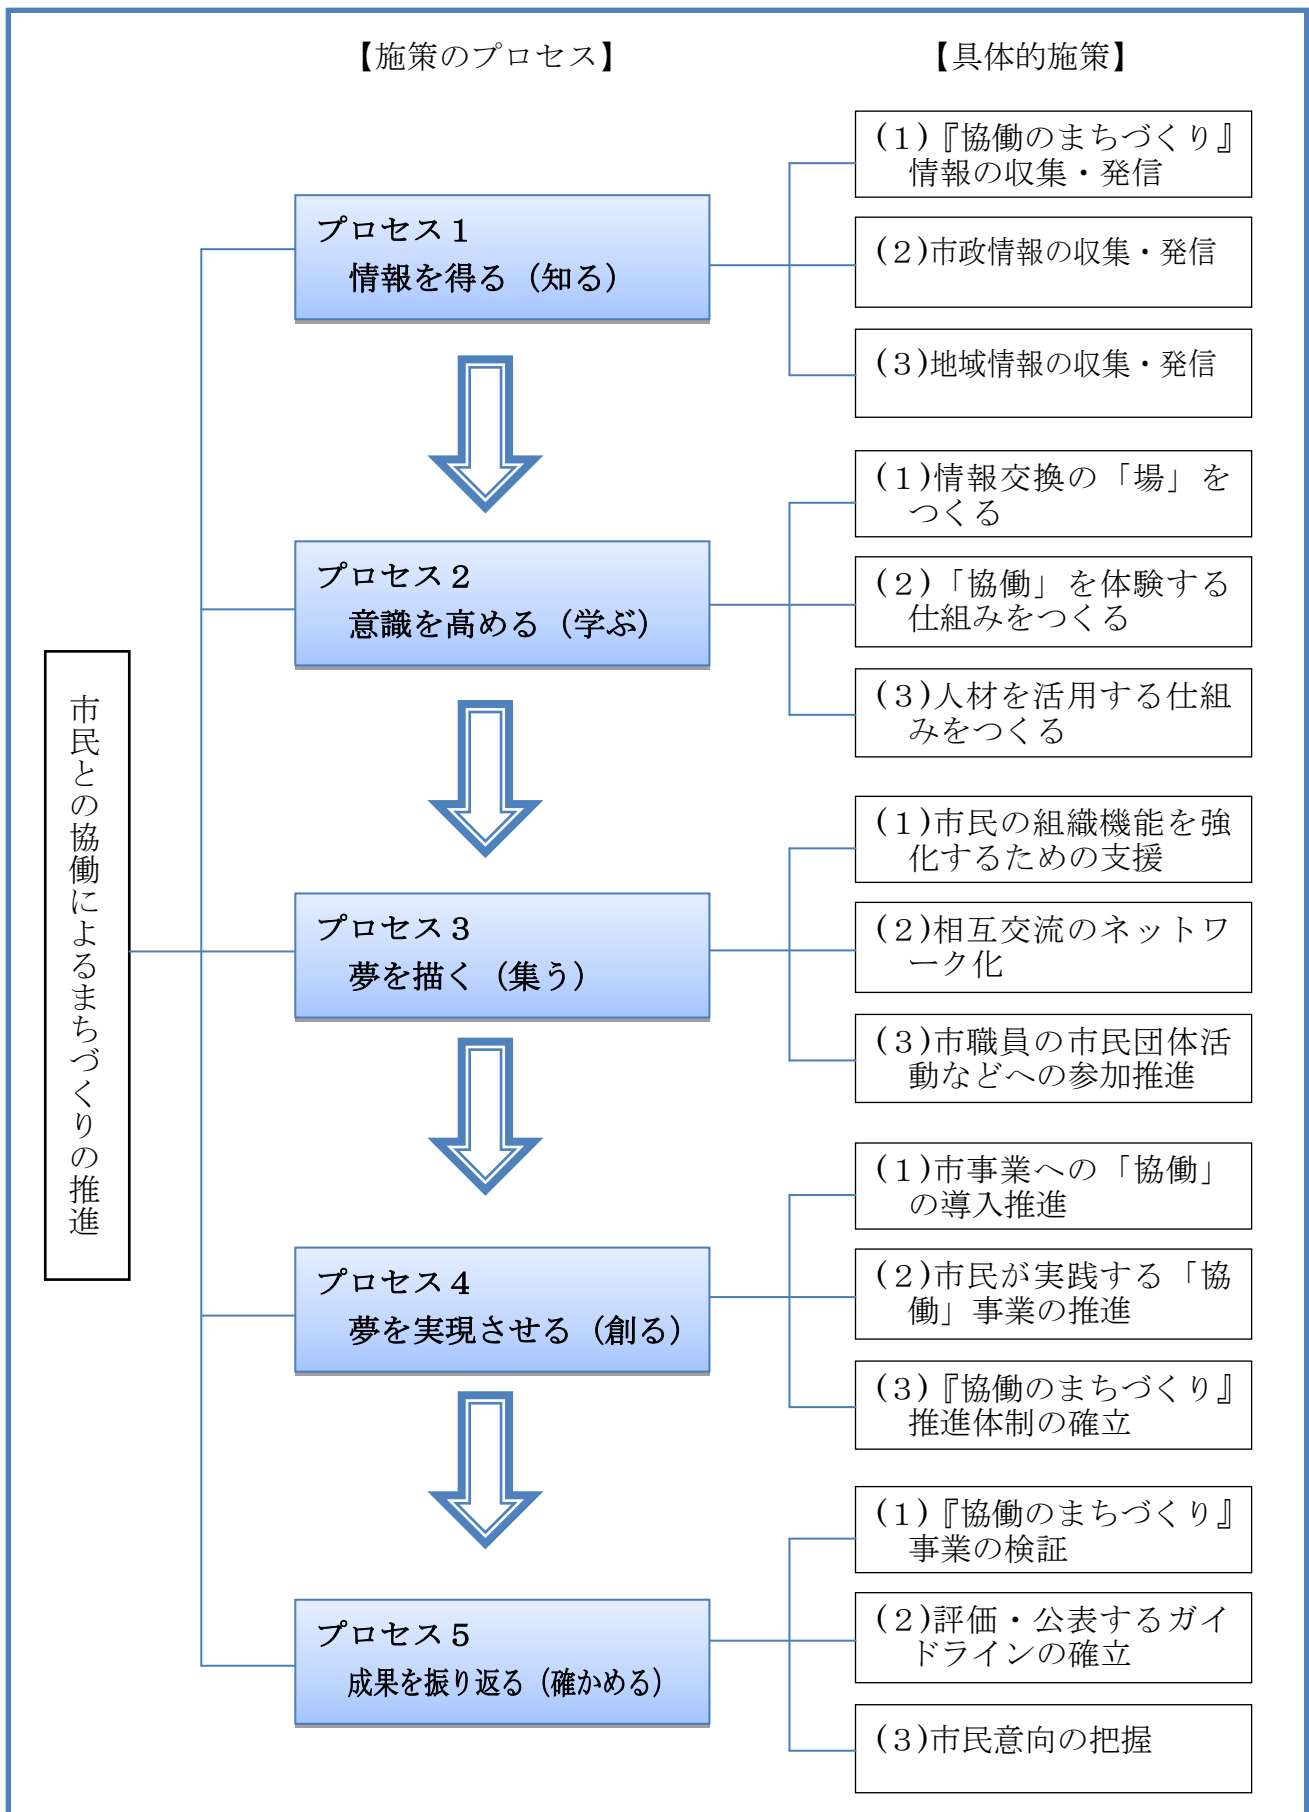 【施策のプロセス】
【具体的施策】
市民との協働によるまちづくりの推進
プロセス１
情報を得る（知る）
(１)『協働のまちづくり』
情報の収集・発信
(２)市政情報の収集・発信
(３)地域情報の収集・発信
プロセス２
意識を高める（学ぶ）
(１)情報交換の「場」を
つくる
(２)「協働」を体験する
仕組みをつくる
(３)人材を活用する仕組
みをつくる
プロセス３
夢を描く（集う）
(１)市民の組織機能を強
化するための支援
(２)相互交流のネットワ
ーク化
(３)市職員の市民団体活
動などへの参加推進
プロセス４
夢を実現させる（創る）
(１)市事業への「協働」
の導入推進
(２)市民が実践する「協
働」事業の推進
(３)『協働のまちづくり』
推進体制の確立
プロセス５
成果を振り返る（確かめる）
(１)『協働のまちづくり』
事業の検証
(２)評価・公表するガイ
ドラインの確立
(３)市民意向の把握